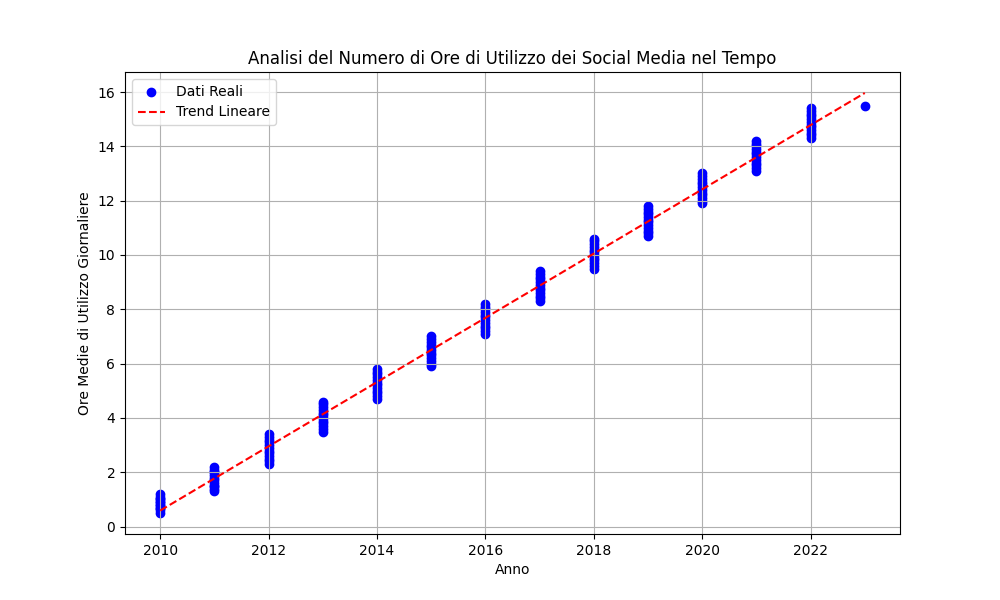 Analisi del Numero di Ore di Utilizzo dei Social Media nel Tempo
Dati Reali
Trend Lineare
Ore Medie di Utilizzo Giornaliere
16
14
12
10
8
6
4
2
0
2010 2012 2014 2016 2018 2020 2022
Anno